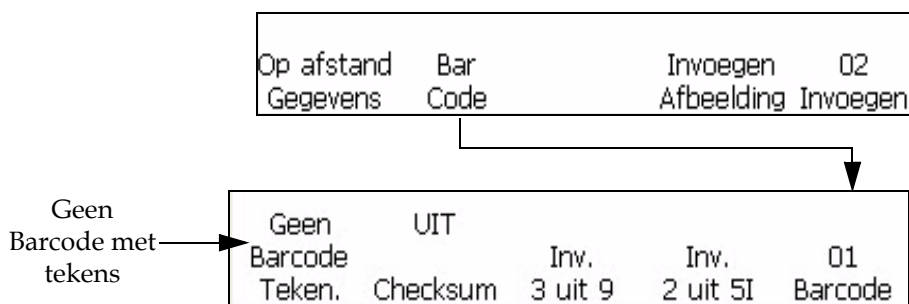 Op afstand Bar Invoegen 02
Gegevens Code Afbeelding Invoegen
Geen
Barcode met
tekens
Geen UIT
Barcode Inv. Inv. 01
Teken. Checksum 3 uit 9 2 uit 5I Barcode